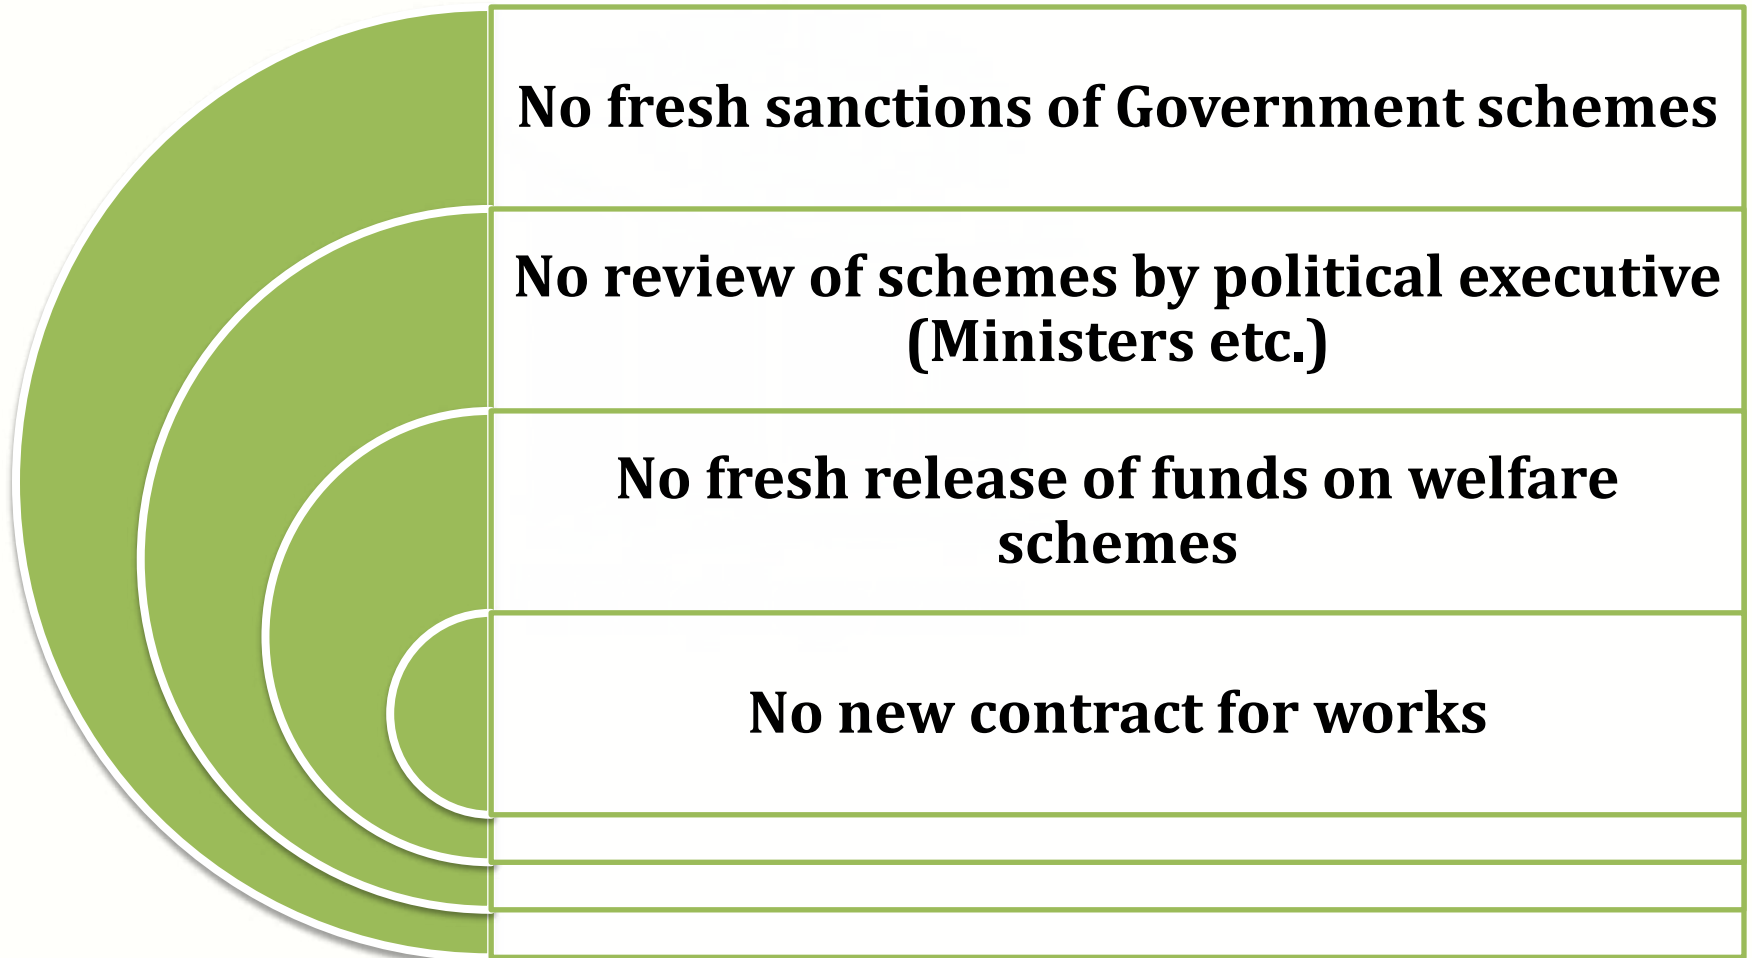 No fresh sanctions of Government schemes
No review of schemes by political executive
(Ministers etc.)
No fresh release of funds on welfare
schemes
No new contract for works